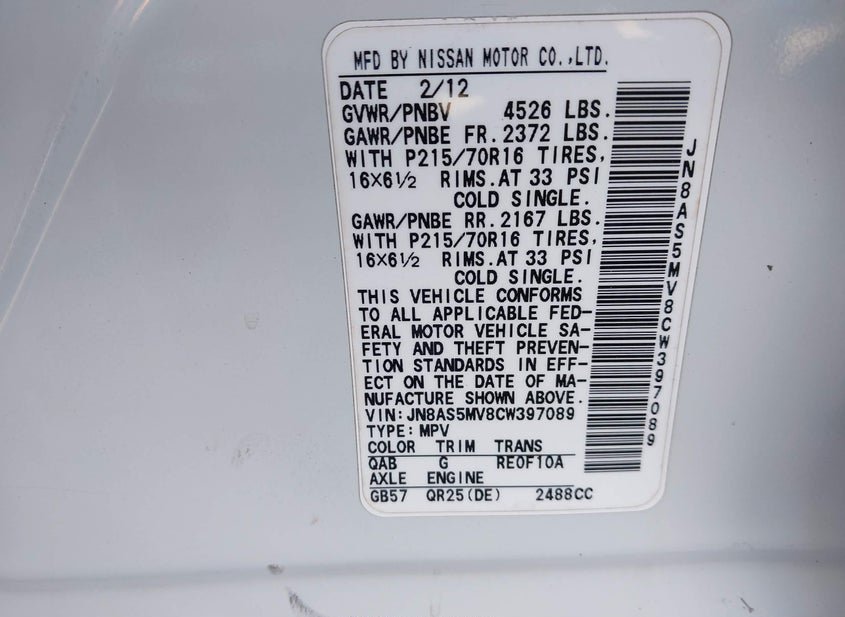 MFD BY NISSAN MOTOR CO.,LTD.
DATE 2/12
GVWR/PNBV 4526 LBS.
GAWR/PNBE FR. 2372 LBS.
WITH P215/70R16 TIRES,
16X6½ RIMS.AT 33 PSI
COLD SINGLE.
GAWR/PNBE RR. 2167 LBS.
WITH P215/70R16 TIRES,
16X6½ RIMS.AT 33 PSI
COLD SINGLE.
THIS VEHICLE CONFORMS
TO ALL APPLICABLE FED-
ERAL MOTOR VEHICLE SA-
FETY AND THEFT PREVEN-
TION STANDARDS IN EFF-
ECT ON THE DATE OF MA-
NUFACTURE SHOWN ABOVE.
VIN:JN8AS5MV8CW397089
TYPE:MPV
COLOR TRIM TRANS
QAB G RE0F10A
AXLE ENGINE
GB57 QR25(DE) 2488CC
JN8AS5MV8CW397089